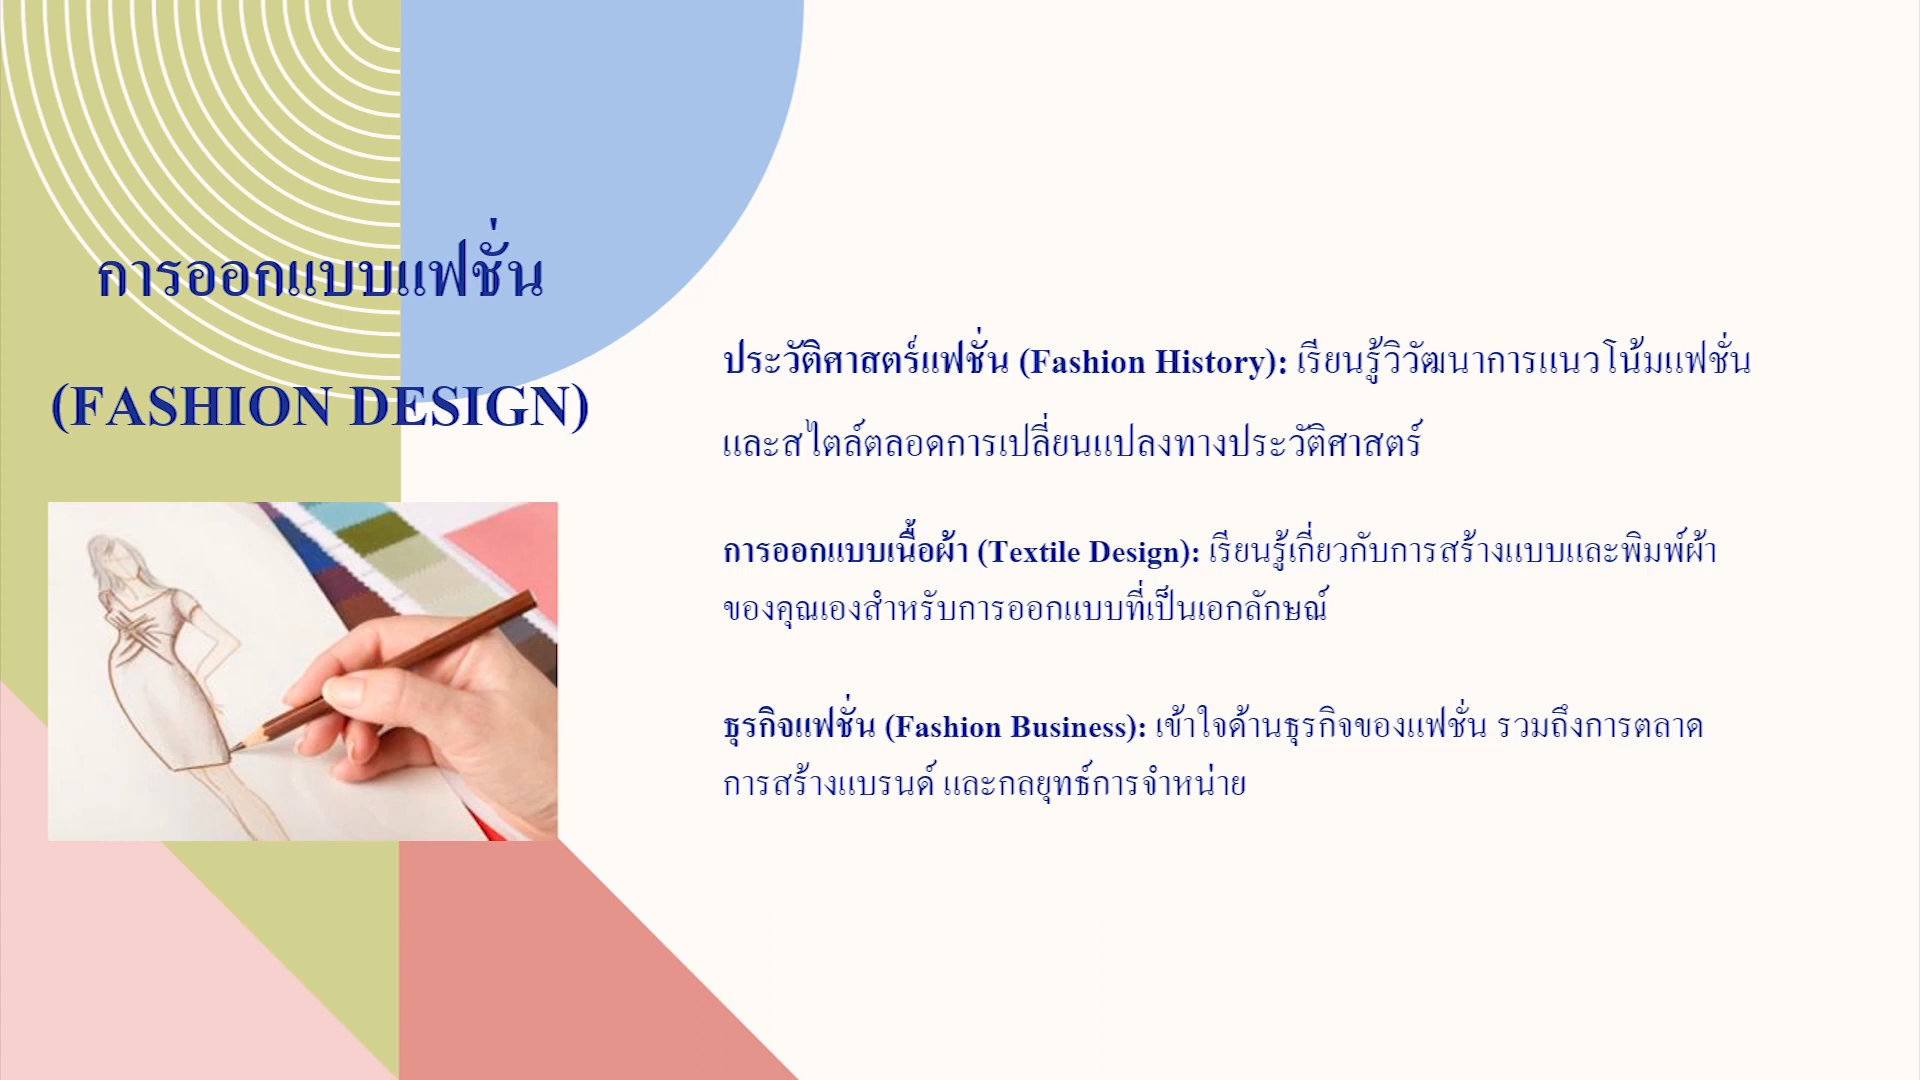 การออกแบบแฟชั่น
(FASHION DESIGN)
ประวัติศาสตร์แฟชั่น (Fashion History): เรียนรู้วิวัฒนาการแนวโน้มแฟชั่น
และสไตล์ตลอดการเปลี่ยนแปลงทางประวัติศาสตร์
การออกแบบเนื้อผ้า (Textile Design): เรียนรู้เกี่ยวกับการสร้างแบบและพิมพ์ผ้า
ของคุณเองสำหรับการออกแบบที่เป็นเอกลักษณ์
ธุรกิจแฟชั่น (Fashion Business): เข้าใจด้านธุรกิจของแฟชั่น รวมถึงการตลาด
การสร้างแบรนด์ และกลยุทธ์การจำหน่าย